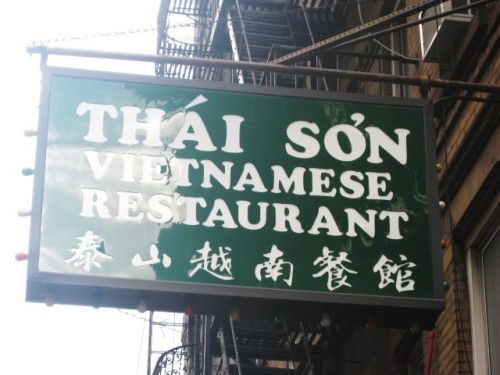 THÁI SƠN
VIETNAMESE
RESTAURANT
泰山越南餐館